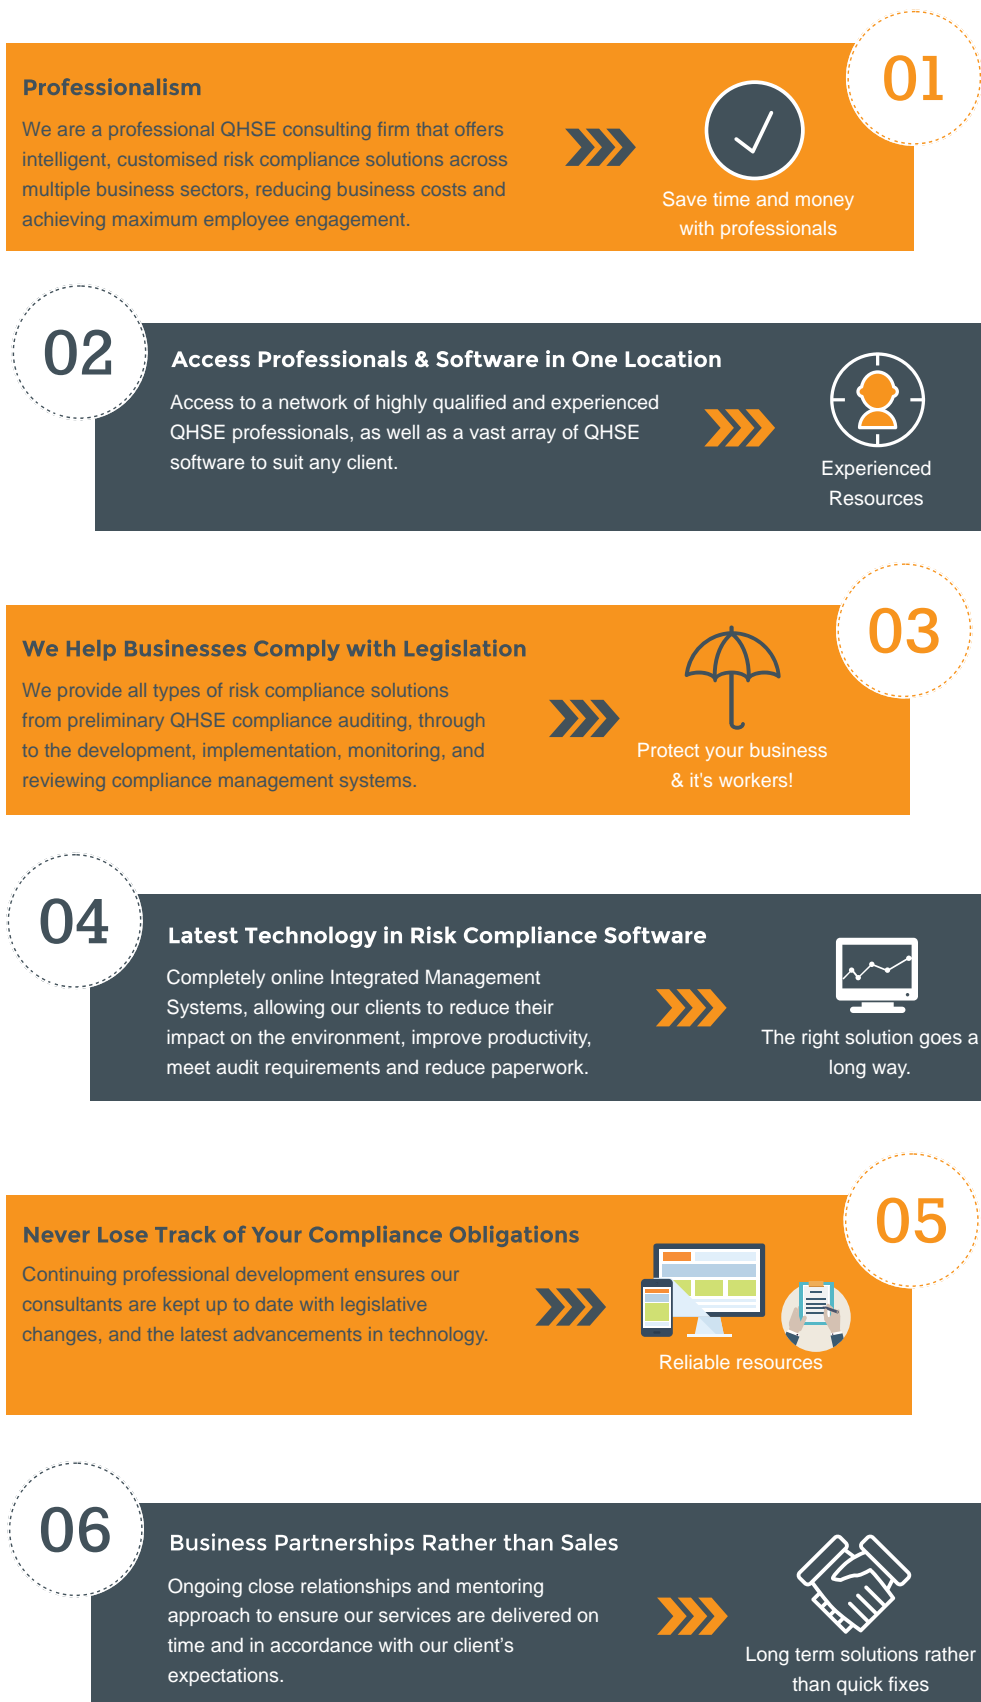 01
Professionalism
We are a professional QHSE consulting firm that offers
intelligent, customised risk compliance solutions across
multiple business sectors, reducing business costs and
achieving maximum employee engagement.
Save time and money
with professionals
02
Access Professionals & Software in One Location
Access to a network of highly qualified and experienced
QHSE professionals, as well as a vast array of QHSE
software to suit any client.
Experienced
Resources
03
We Help Businesses Comply with Legislation
We provide all types of risk compliance solutions
from preliminary QHSE compliance auditing, through
to the development, implementation, monitoring, and
reviewing compliance management systems.
Protect your business
& it's workers!
04
Latest Technology in Risk Compliance Software
Completely online Integrated Management
Systems, allowing our clients to reduce their
impact on the environment, improve productivity,
meet audit requirements and reduce paperwork.
The right solution goes a
long way.
05
Never Lose Track of Your Compliance Obligations
Continuing professional development ensures our
consultants are kept up to date with legislative
changes, and the latest advancements in technology.
Reliable resources
06
Business Partnerships Rather than Sales
Ongoing close relationships and mentoring
approach to ensure our services are delivered on
time and in accordance with our client's
expectations.
Long term solutions rather
than quick fixes